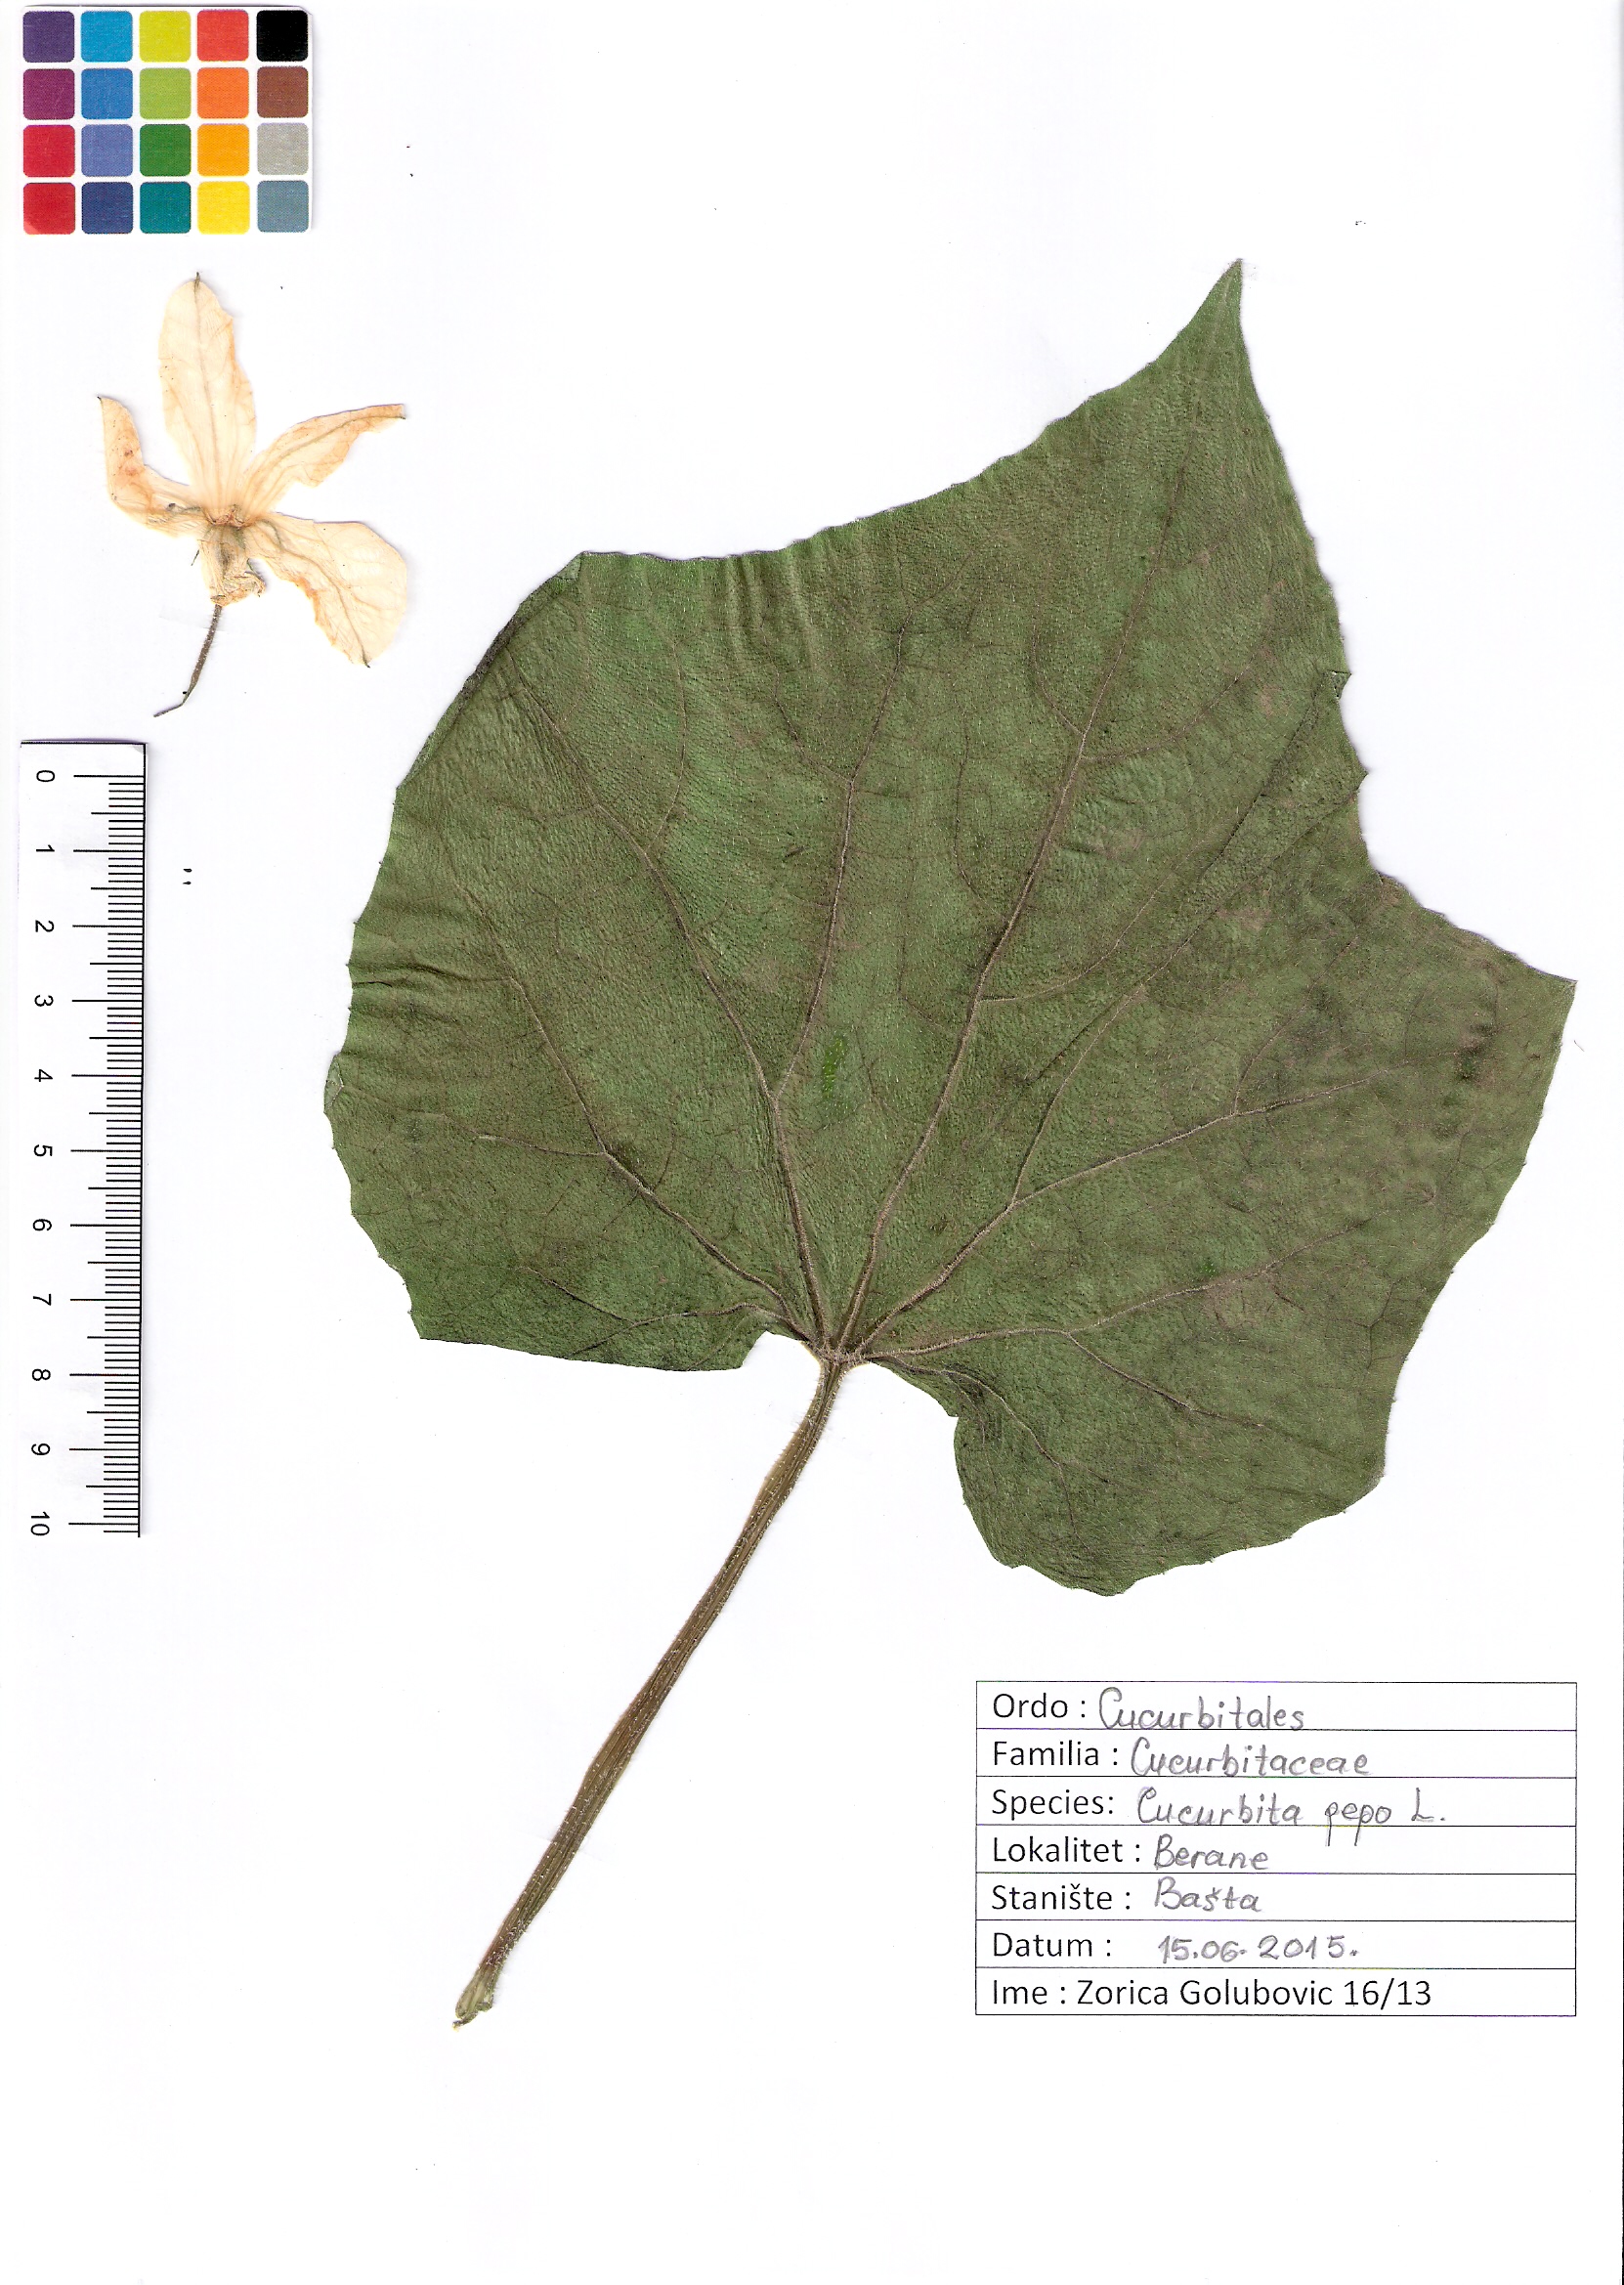 0
1
2
3
4
5
6
7
8
9
10
Ordo : Cucurbitales
Familia : Cucurbitaceae
Species: Cucurbita pepo L.
Lokalitet : Berane
Stanište : Bašta
Datum : 15.06.2015.
Ime : Zorica Golubovic 16/13